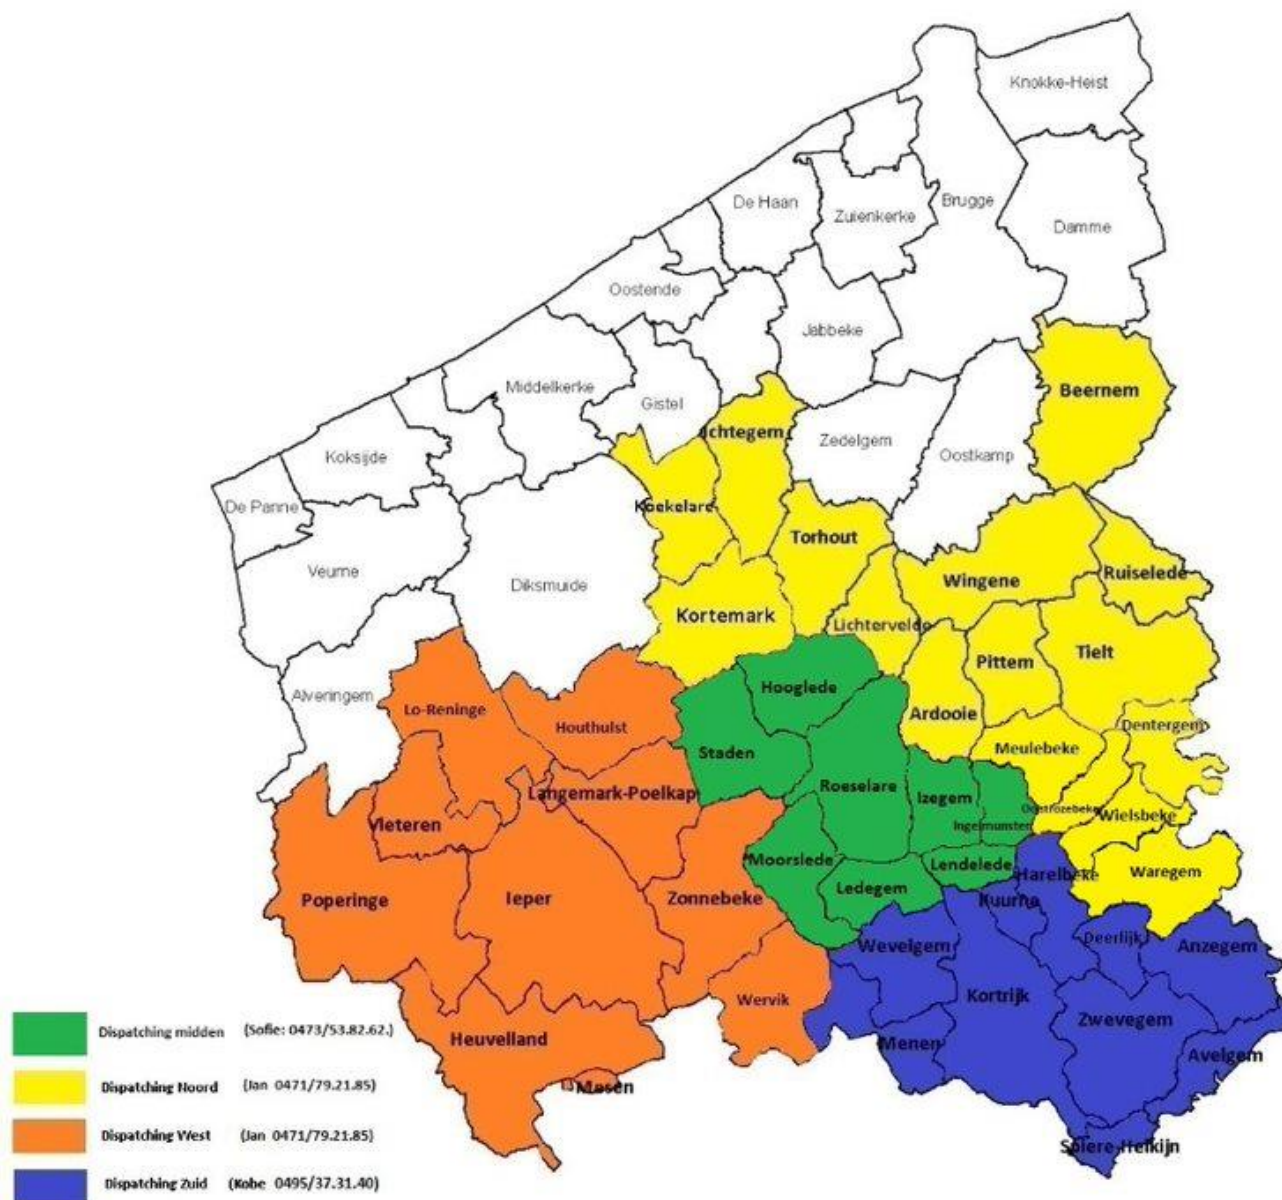 Knokke-Heist
De Haan
Zuienkerke
Brugge
Damme
Oostende
Jabbeke
Middelkerke
Gistel
Beernem
Ichtegem
Zedelgem
Oostkamp
Koksijde
De Panne
Koekelare
Torhout
Veurne
Diksmuide
Wingene
Ruiselede
Kortemark
Lichtervelde
Pittem
Tielt
Hooglede
Alveringem
Lo-Reninge
Houthulst
Ardooie
Dentergem
Staden
Meulebeke
Roeselare
Izegem
Langemark-Poelkap
Oostrozebeke
Wielsbeke
Vleteren
Ingelmunster
Moorslede
Lendelede
Harelbeke
Waregem
Ledegem
Poperinge
Ieper
Zonnebeke
Kuurne
Wevelgem
Deerlijk
Anzegem
Wervik
Kortrijk
Zwevegem
Heuvelland
Menen
Avelgem
Mesen
Spiere-Helkijn
Dispatching midden (Sofie: 0473/53.82.62.)
Dispatching Noord (Jan 0471/79.21.85)
Dispatching West (Jan 0471/79.21.85)
Dispatching Zuid (Kobe 0495/37.31.40)